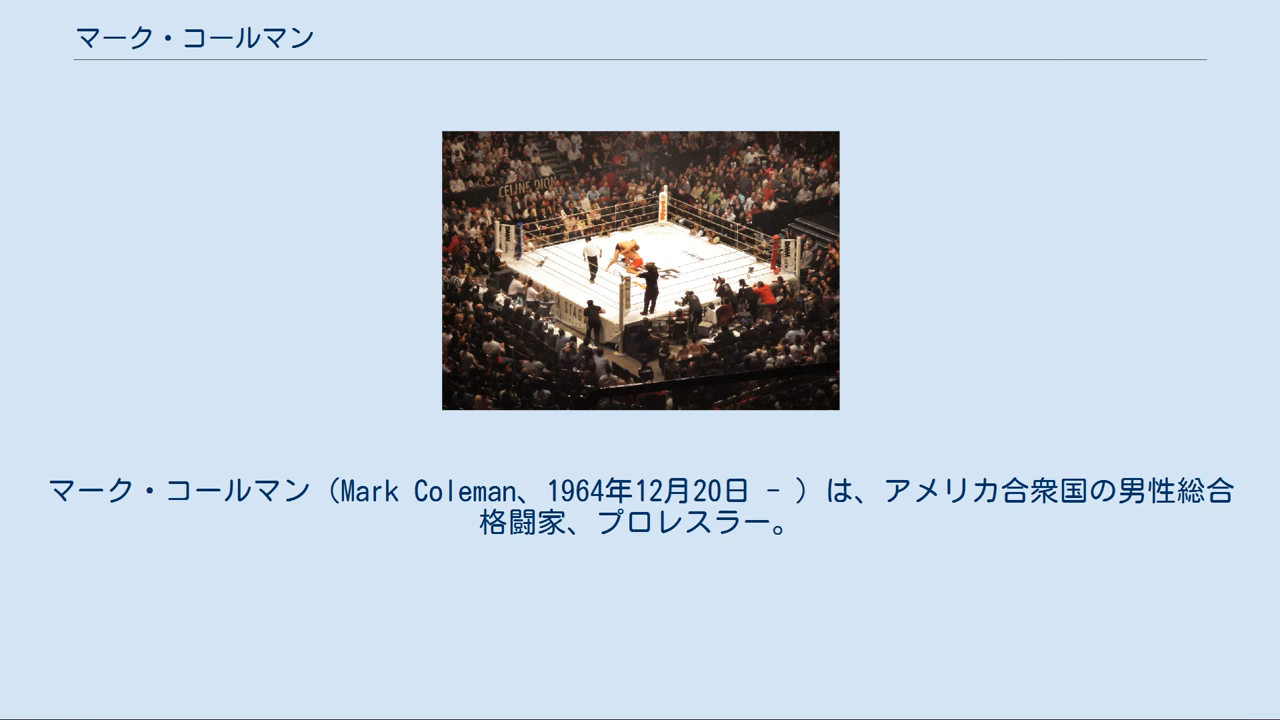 マーク・コールマン
CELINE DION
マーク・コールマン（Mark Coleman、1964年12月20日 - ）は、アメリカ合衆国の男性総合
格闘家、プロレスラー。